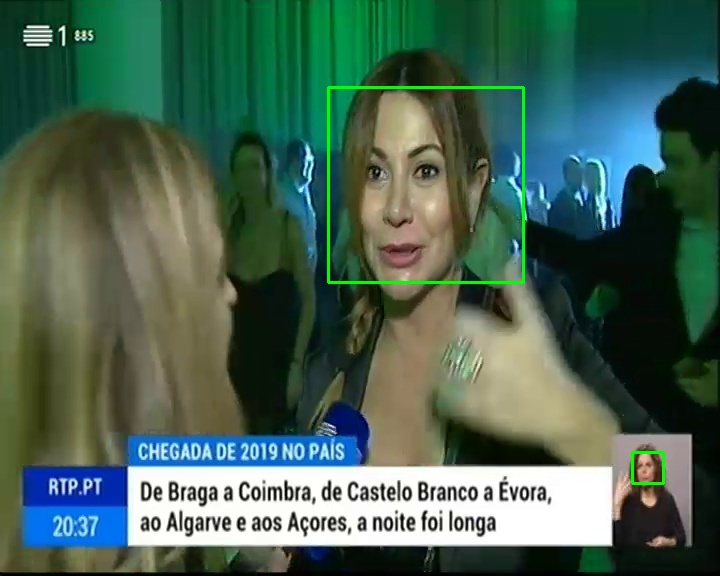 1 885
CHEGADA DE 2019 NO PAÍS
RTP.PT
De Braga a Coimbra, de Castelo Branco a Évora,
20:37
ao Algarve e aos Açores, a noite foi longa